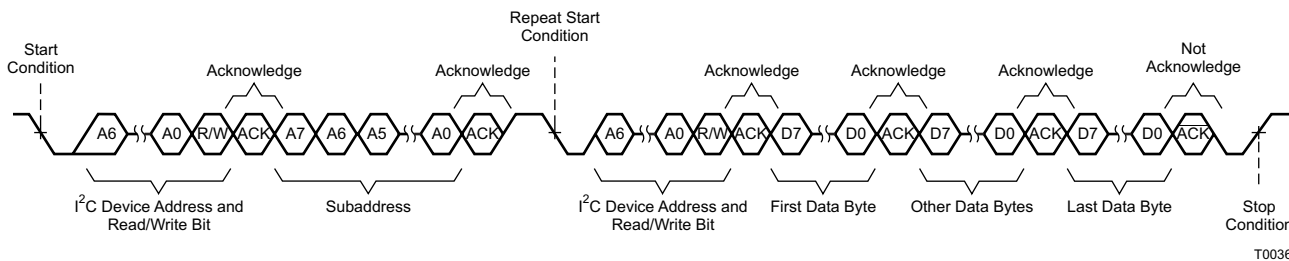 Repeat Start
Condition
Start
Condition
Not
Acknowledge
Acknowledge
Acknowledge
Acknowledge
Acknowledge
Acknowledge
A6 A0 R/W ACK A7 A6 A5 A0 ACK A6 A0 R/W ACK D7 D0 ACK D7 D0 ACK D7 D0 ACK
I²C Device Address and
Read/Write Bit
Subaddress
I²C Device Address and
Read/Write Bit
First Data Byte
Other Data Bytes
Last Data Byte
Stop
Condition
T0036